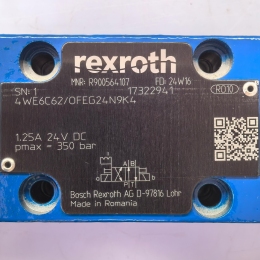 rexroth
MNR: R900564107 FD: 24W16
SN: 1 17322941 RO10
4WE6C62/OFEG24N9K4
1.25A 24V DC
pmax = 350 bar
A B
P T
Bosch Rexroth AG D-97816 Lohr
Made in Romania